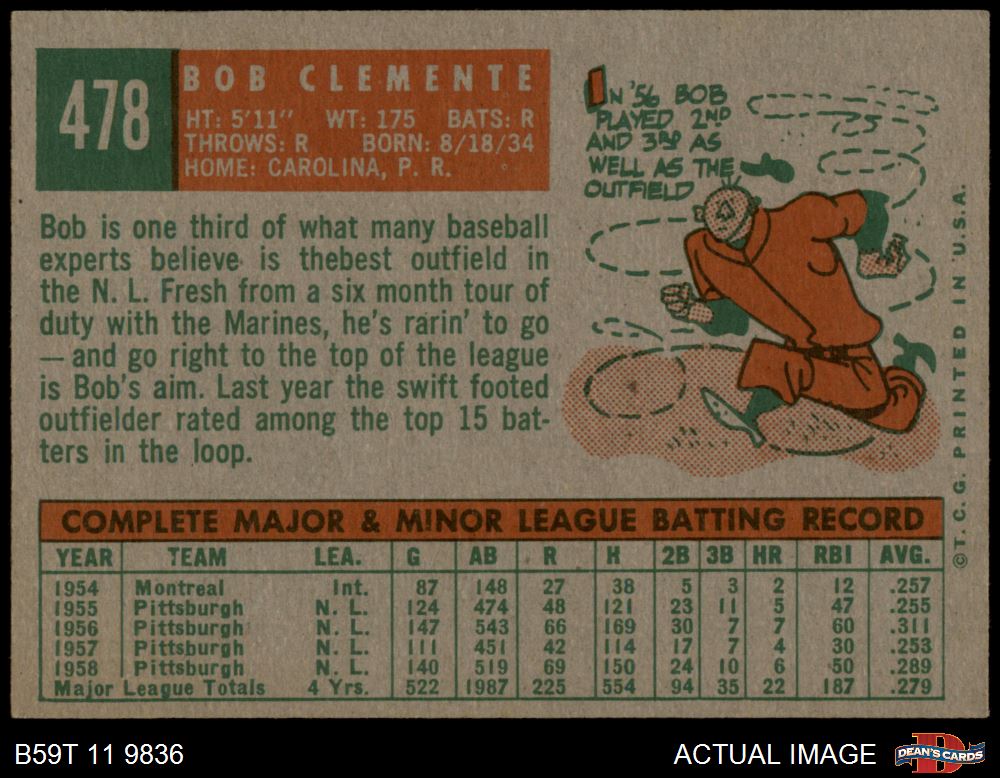 478
BOB CLEMENTE
HT: 5'11" WT: 175 BATS: R
THROWS: R BORN: 8/18/34
HOME: CAROLINA, P. R.
IN '56 BOB
PLAYED 2ND
AND 3RD AS
WELL AS THE
OUTFIELD
Bob is one third of what many baseball
experts believe is thebest outfield in
the N. L. Fresh from a six month tour of
duty with the Marines, he's rarin' to go
— and go right to the top of the league
is Bob's aim. Last year the swift footed
outfielder rated among the top 15 bat-
ters in the loop.
COMPLETE MAJOR & MINOR LEAGUE BATTING RECORD
YEAR TEAM LEA. G AB R H 2B 3B HR RBI AVG.
1954 Montreal Int. 87 148 27 38 5 3 2 12 .257
1955 Pittsburgh N. L. 124 474 48 121 23 11 5 47 .255
1956 Pittsburgh N. L. 147 543 66 169 30 7 7 60 .311
1957 Pittsburgh N. L. 111 451 42 114 17 7 4 30 .253
1958 Pittsburgh N. L. 140 519 69 150 24 10 6 50 .289
Major League Totals 4 Yrs. 522 1987 225 554 94 35 22 187 .279
©T. C. G. PRINTED IN U.S.A.
B59T 11 9836
ACTUAL IMAGE
DEAN'S CARDS